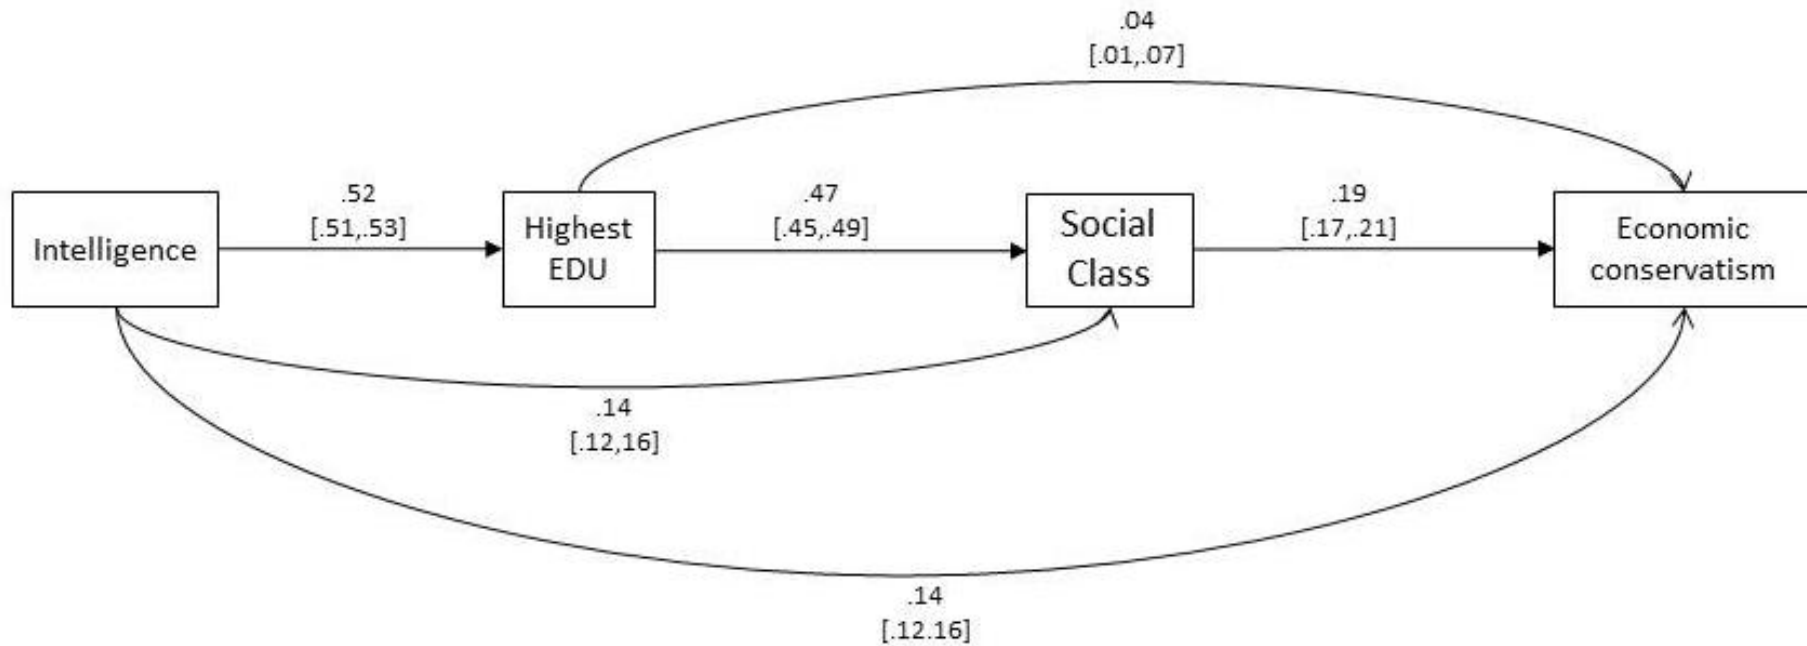 .04
[.01,.07]
.52
[.51,.53]
.47
[.45,.49]
.19
[.17,.21]
Intelligence
Highest
EDU
Social
Class
Economic
conservatism
.14
[.12,16]
.14
[.12.16]